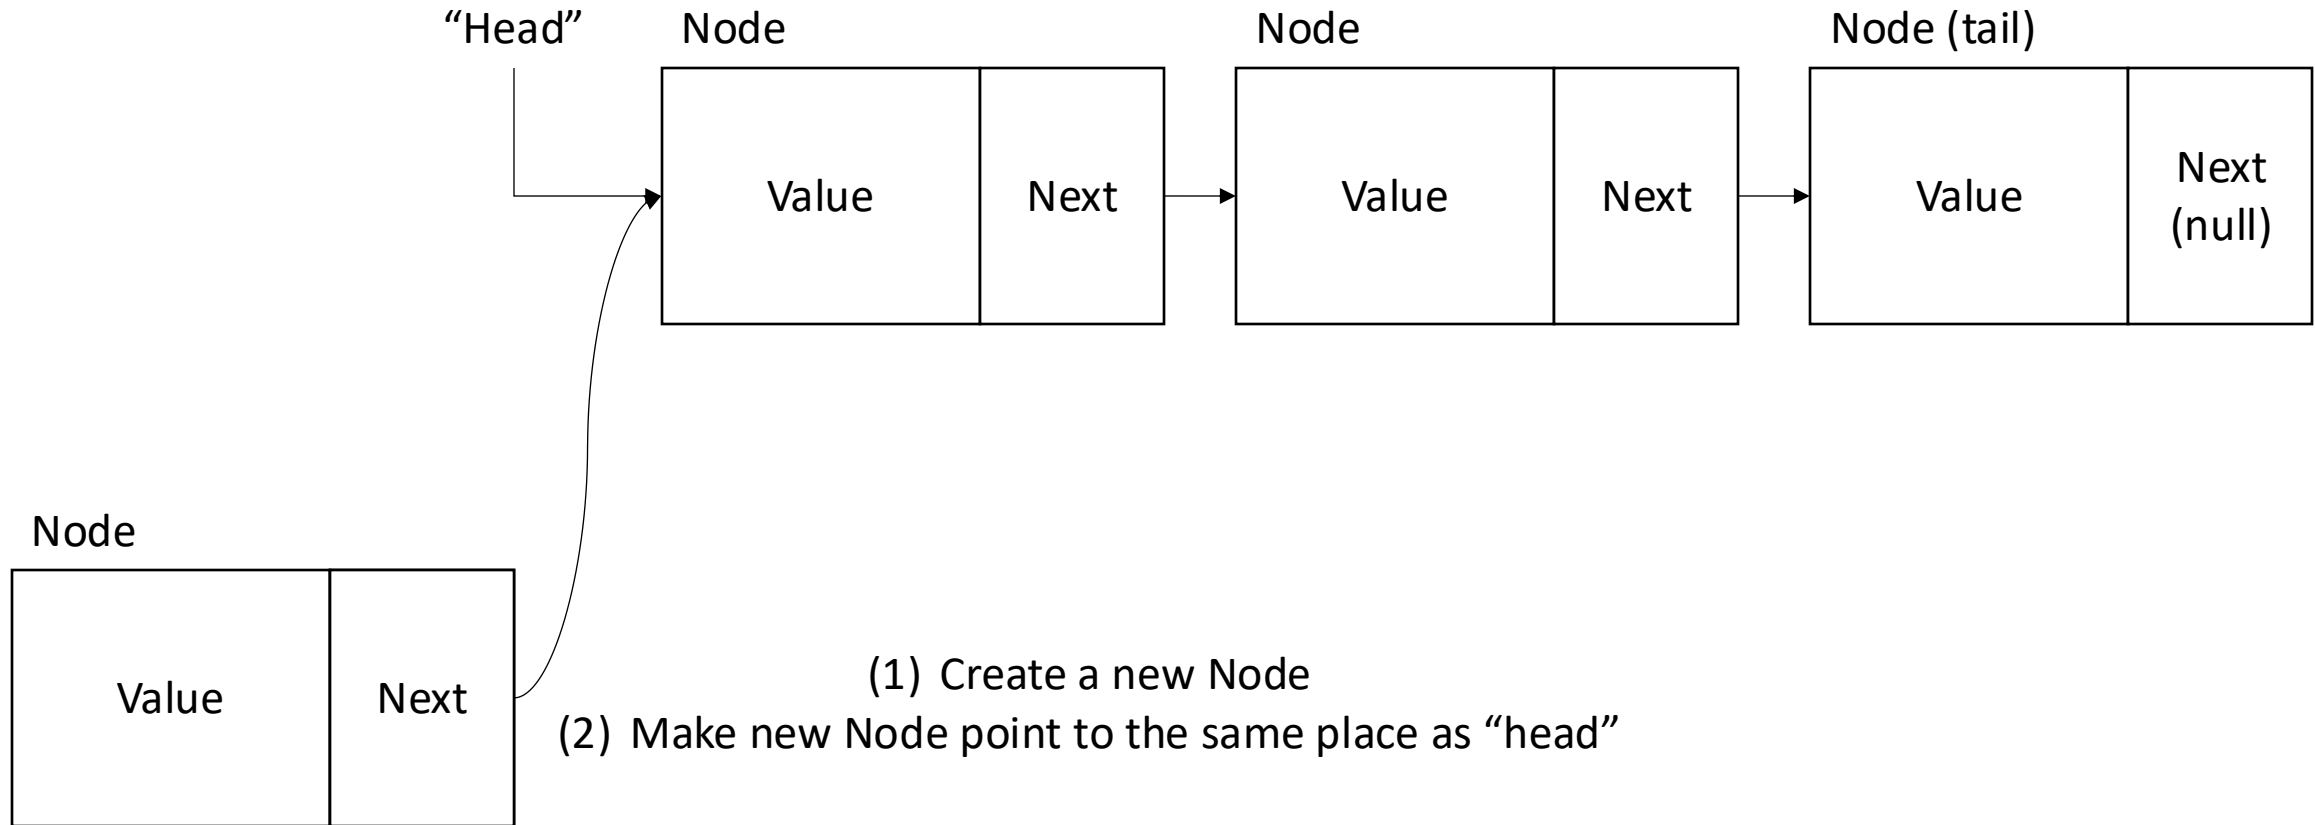 “Head”
Node
Node
Node (tail)
Value
Next
Value
Next
Value
Next
(null)
Node
Value
Next
(1) Create a new Node
(2) Make new Node point to the same place as “head”